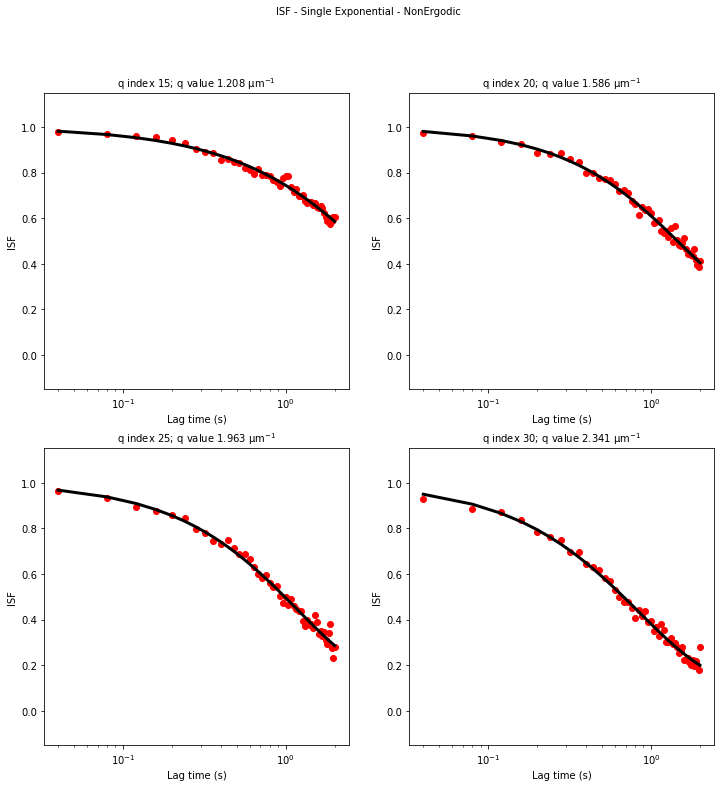 ISF - Single Exponential - NonErgodic
q index 15; q value 1.208 μm⁻¹
q index 20; q value 1.586 μm⁻¹
1.0
0.8
0.6
0.4
0.2
0.0
ISF
10⁻¹
10⁰
Lag time (s)
1.0
0.8
0.6
0.4
0.2
0.0
ISF
10⁻¹
10⁰
Lag time (s)
q index 25; q value 1.963 μm⁻¹
q index 30; q value 2.341 μm⁻¹
1.0
0.8
0.6
0.4
0.2
0.0
ISF
10⁻¹
10⁰
Lag time (s)
1.0
0.8
0.6
0.4
0.2
0.0
ISF
10⁻¹
10⁰
Lag time (s)